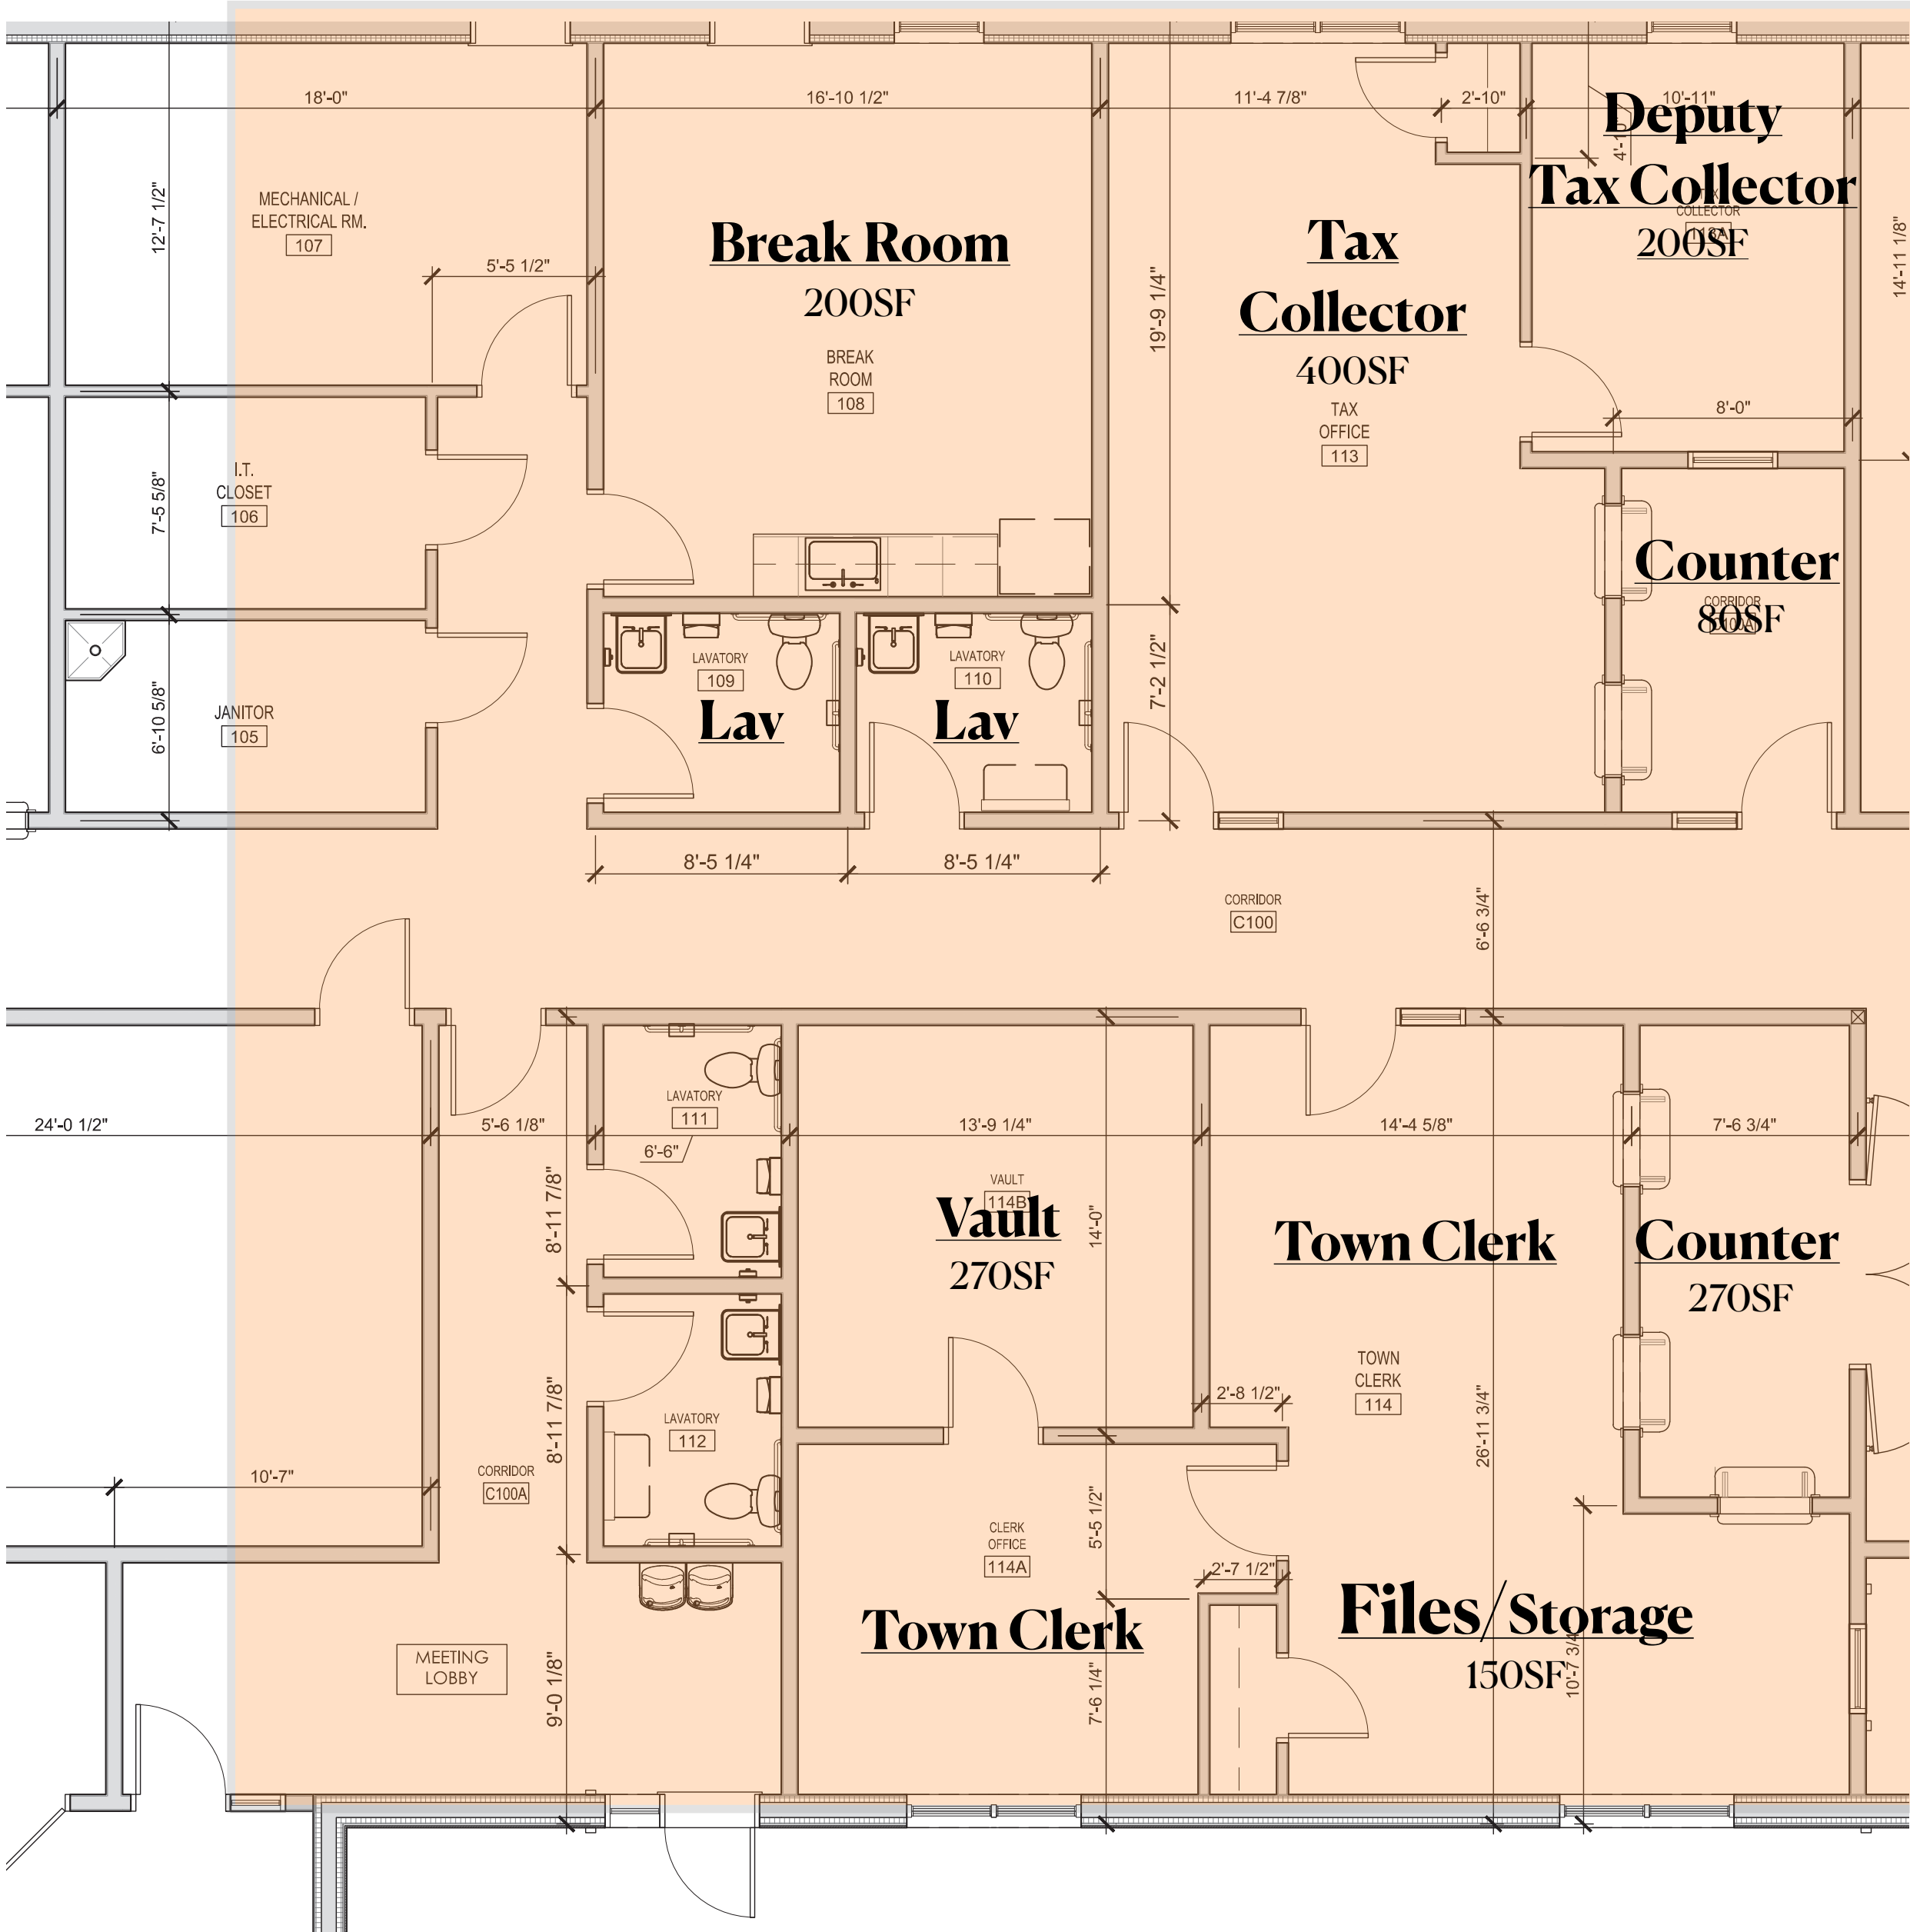 18'-0"
16'-10 1/2"
11'-4 7/8"
2'-10"
10'-11"
Deputy
Tax Collector
COLLECTOR
113A
200SF
12'-7 1/2"
MECHANICAL /
ELECTRICAL RM.
107
5'-5 1/2"
Break Room
200SF
BREAK
ROOM
108
19'-9 1/4"
Tax
Collector
400SF
TAX
OFFICE
113
14'-11 1/8"
8'-0"
7'-5 5/8"
I.T.
CLOSET
106
Counter
CORRIDOR
80SF
6'-10 5/8"
JANITOR
105
LAVATORY
109
Lav
LAVATORY
110
Lav
7'-2 1/2"
8'-5 1/4"
8'-5 1/4"
CORRIDOR
C100
6'-6 3/4"
24'-0 1/2"
5'-6 1/8"
LAVATORY
111
6'-6"
8'-11 7/8"
13'-9 1/4"
VAULT
114B
Vault
270SF
14'-0"
14'-4 5/8"
7'-6 3/4"
Town Clerk
Counter
270SF
TOWN
CLERK
114
2'-8 1/2"
26'-11 3/4"
8'-11 7/8"
LAVATORY
112
10'-7"
CORRIDOR
C100A
CLERK
OFFICE
114A
5'-5 1/2"
2'-7 1/2"
Town Clerk
Files/Storage
150SF
10'-7 3/4"
MEETING
LOBBY
9'-0 1/8"
7'-6 1/4"